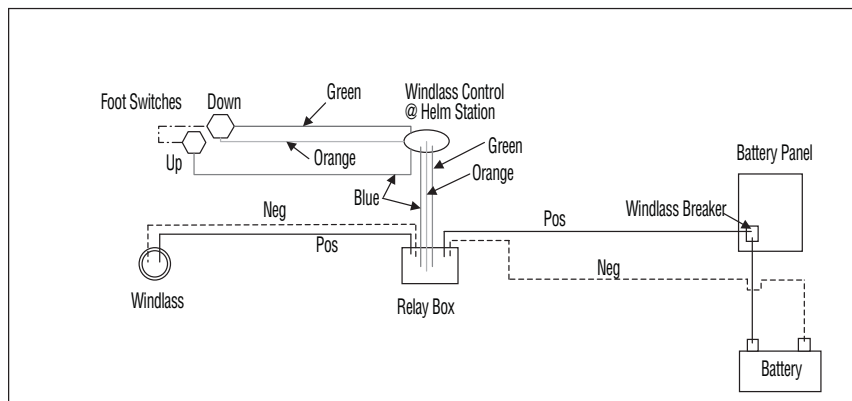 Foot Switches
Down
Green
Windlass Control
@ Helm Station
Up
Orange
Green
Orange
Blue
Battery Panel
Windlass Breaker
Neg
Pos
Pos
Neg
Windlass
Relay Box
Battery